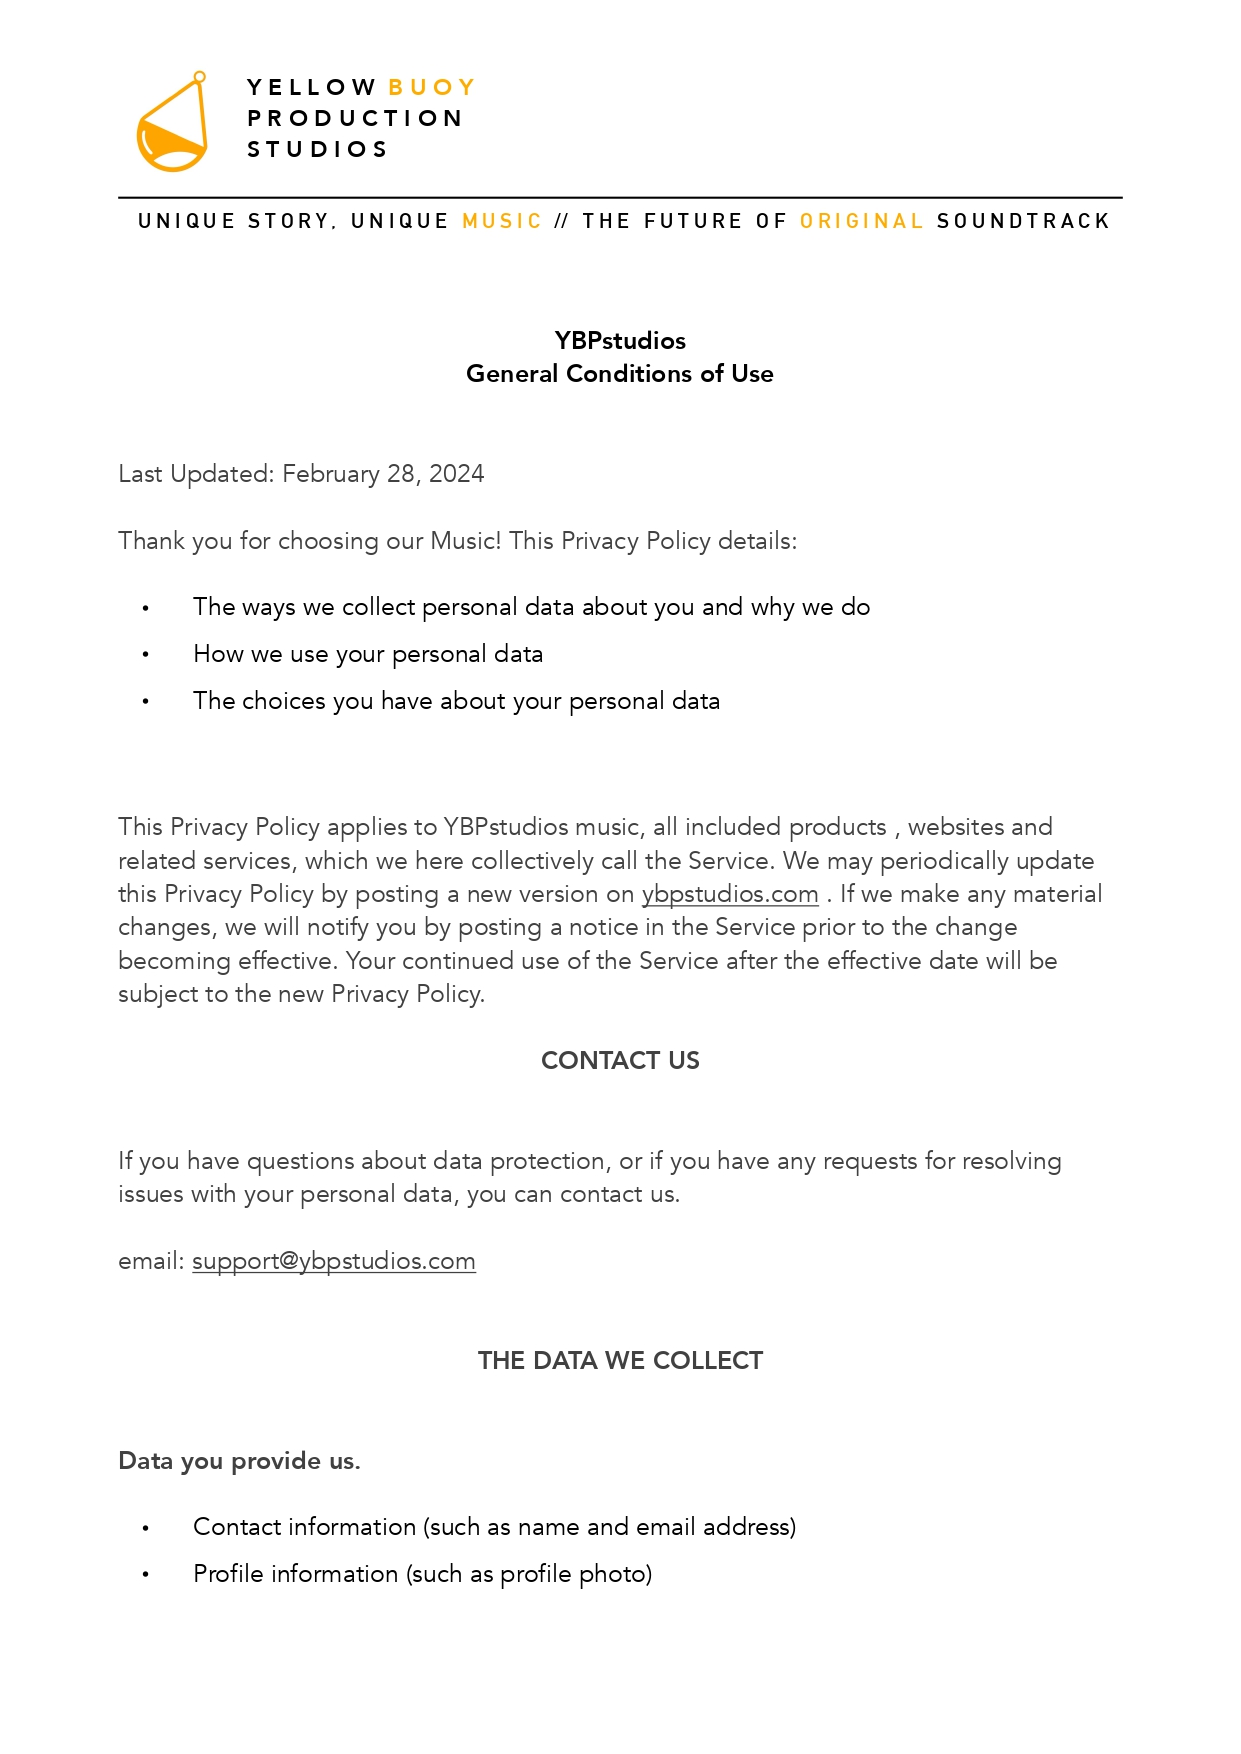 YELLOW BUOY
PRODUCTION
STUDIOS
UNIQUE STORY, UNIQUE MUSIC // THE FUTURE OF ORIGINAL SOUNDTRACK
YBPstudios
General Conditions of Use
Last Updated: February 28, 2024
Thank you for choosing our Music! This Privacy Policy details:
• The ways we collect personal data about you and why we do
• How we use your personal data
• The choices you have about your personal data
This Privacy Policy applies to YBPstudios music, all included products , websites and
related services, which we here collectively call the Service. We may periodically update
this Privacy Policy by posting a new version on ybpstudios.com . If we make any material
changes, we will notify you by posting a notice in the Service prior to the change
becoming effective. Your continued use of the Service after the effective date will be
subject to the new Privacy Policy.
CONTACT US
If you have questions about data protection, or if you have any requests for resolving
issues with your personal data, you can contact us.
email: support@ybpstudios.com
THE DATA WE COLLECT
Data you provide us.
• Contact information (such as name and email address)
• Profile information (such as profile photo)